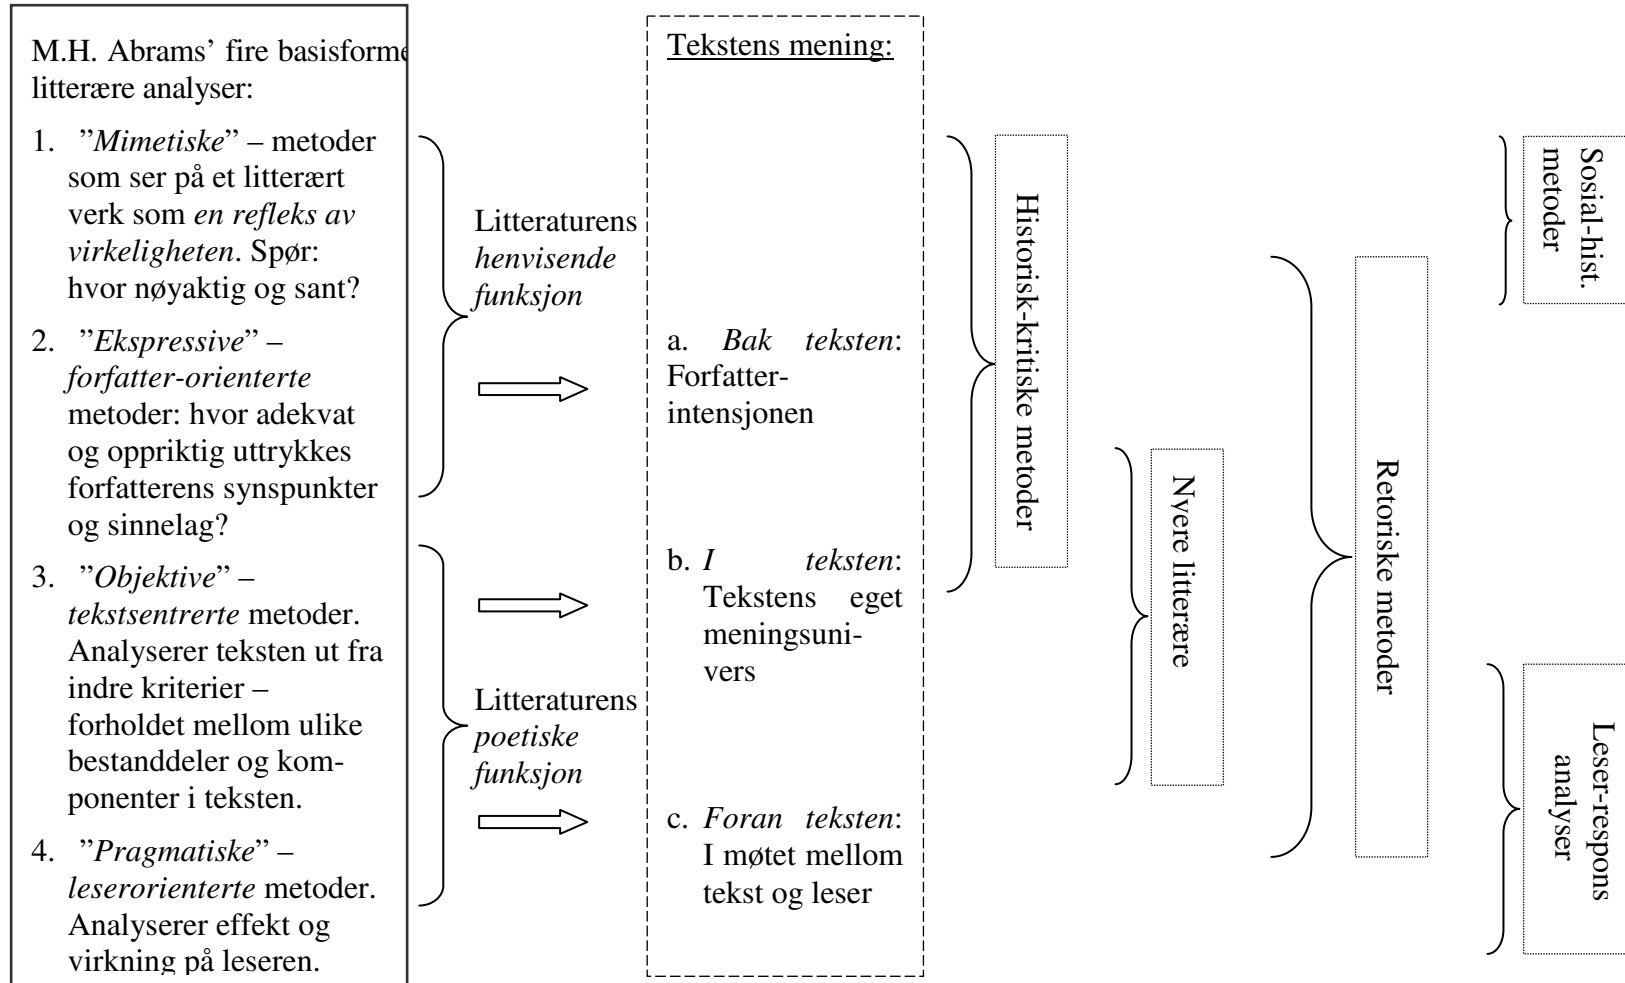 M.H. Abrams’ fire basisforme
litterære analyser:
1. ”Mimetiske” – metoder
som ser på et litterært
verk som en refleks av
virkeligheten. Spør:
hvor nøyaktig og sant?
2. ”Ekspressive” –
forfatter-orienterte
metoder: hvor adekvat
og oppriktig uttrykkes
forfatterens synspunkter
og sinnelag?
3. ”Objektive” –
tekstsentrerte metoder.
Analyserer teksten ut fra
indre kriterier –
forholdet mellom ulike
bestanddeler og kom-
ponenter i teksten.
4. ”Pragmatiske” –
leserorienterte metoder.
Analyserer effekt og
virkning på leseren.
Litteraturens
henvisende
funksjon
Litteraturens
poetiske
funksjon
Tekstens mening:
a. Bak teksten:
Forfatter-
intensjonen
b. I teksten:
Tekstens eget
meningsuni-
vers
c. Foran teksten:
I møtet mellom
tekst og leser
Historisk-kritiske metoder
Nyere litterære
Retoriske metoder
Sosial-hist.
metoder
Leser-respons
analyser